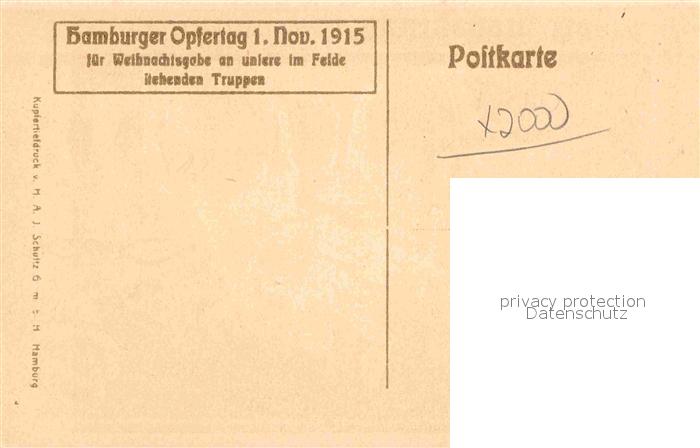 Hamburger Opfertag 1. Nov. 1915
für Weihnachtsgabe an unsere im Felde
stehenden Truppen
Postkarte
x2000
Kupfertiefdruck v. H. A. J. Schultz G m b H Hamburg
privacy protection
Datenschutz